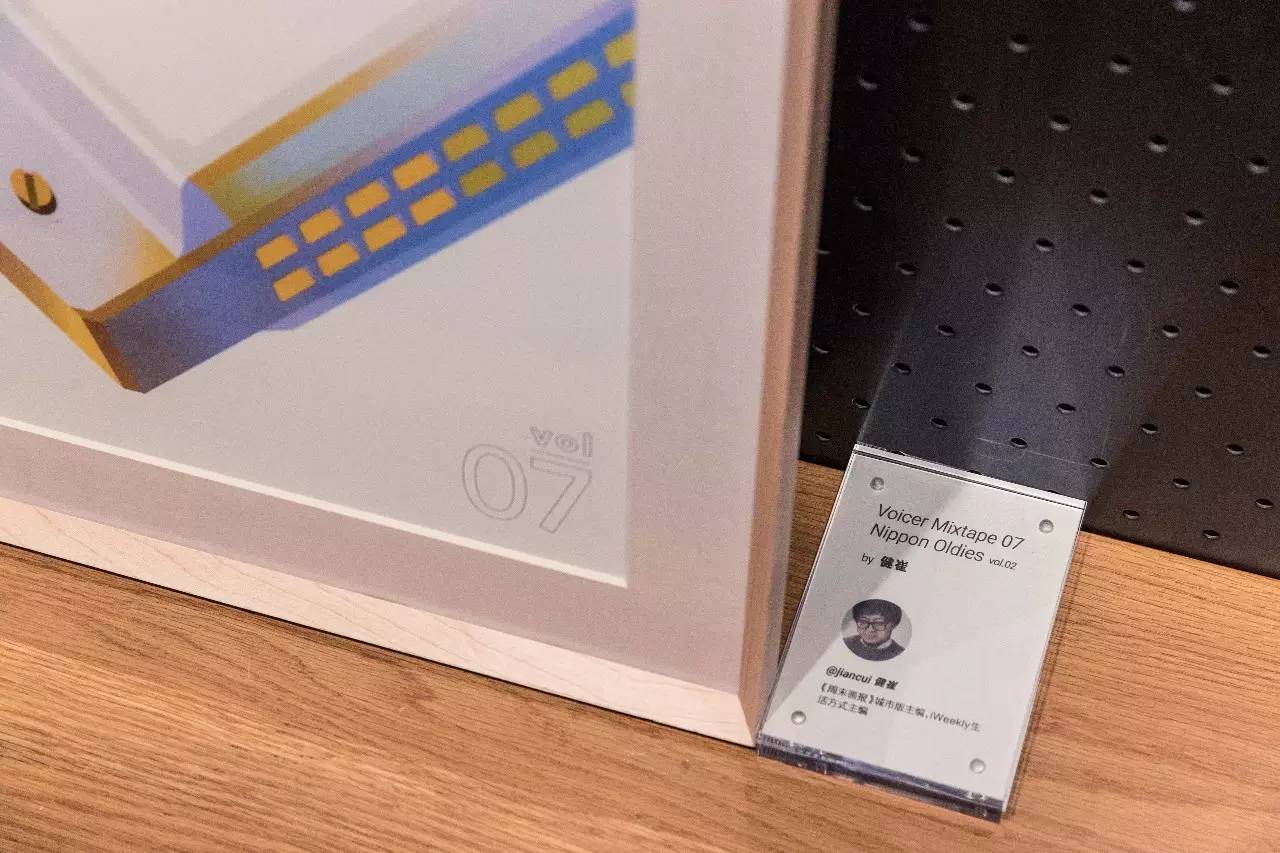 vol
07
Voicer Mixtape 07
Nippon Oldies vol.02
by 健崔
@jiancui 健崔
《周末画报》城市版主编，iWeekly生
活方式主编